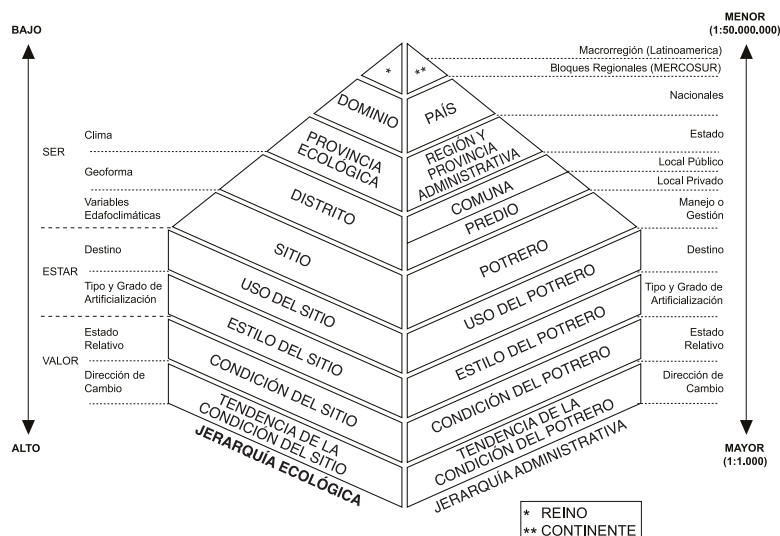 BAJO
MENOR
(1:50.000.000)
Macrorregión (Latinoamerica)
Bloques Regionales (MERCOSUR)
*
**
DOMINIO
PAÍS
Nacionales
Clima
SER
PROVINCIA
ECOLÓGICA
REGIÓN Y
PROVINCIA
ADMINISTRATIVA
Estado
Geoforma
DISTRITO
COMUNA
Local Público
PREDIO
Local Privado
Variables
Edafoclimáticas
SITIO
POTRERO
Manejo o
Gestión
Destino
ESTAR
USO DEL SITIO
USO DEL POTRERO
Destino
Tipo y Grado de
Artificialización
ESTILO DEL SITIO
ESTILO DEL POTRERO
Tipo y Grado de
Artificialización
Estado
Relativo
VALOR
CONDICIÓN DEL SITIO
CONDICIÓN DEL POTRERO
Estado
Relativo
Dirección de
Cambio
TENDENCIA DE LA
CONDICIÓN DEL SITIO
TENDENCIA DE LA
CONDICIÓN DEL POTRERO
Dirección de
Cambio
ALTO
JERARQUÍA ECOLÓGICA
JERARQUÍA ADMINISTRATIVA
MAYOR
(1:1.000)
* REINO
** CONTINENTE